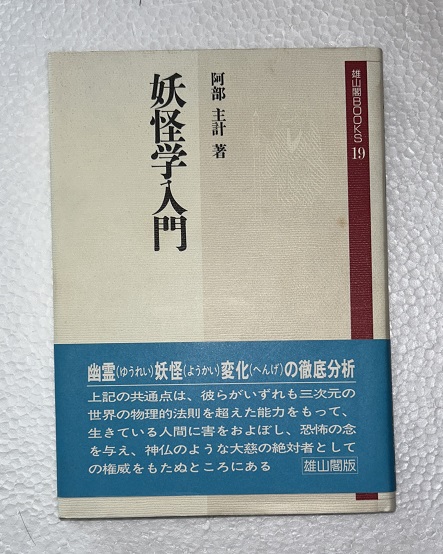 雄山閣BOOKS 19
阿部 主計 著
妖怪学入門
幽霊(ゆうれい)妖怪(ようかい)変化(へんげ)の徹底分析
上記の共通点は、彼らがいずれも三次元の
世界の物理的法則を超えた能力をもって、
生きている人間に害をおよぼし、恐怖の念
を与え、神仏のような大慈の絶対者として
の権威をもたぬところにある
雄山閣版